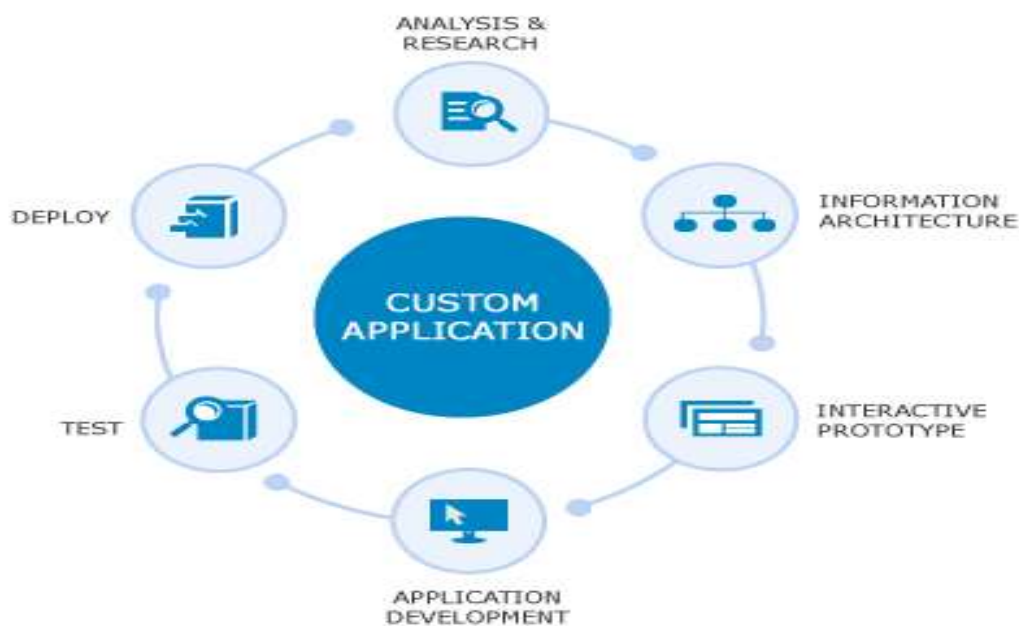 ANALYSIS &
RESEARCH
INFORMATION
ARCHITECTURE
INTERACTIVE
PROTOTYPE
APPLICATION
DEVELOPMENT
TEST
DEPLOY
CUSTOM
APPLICATION